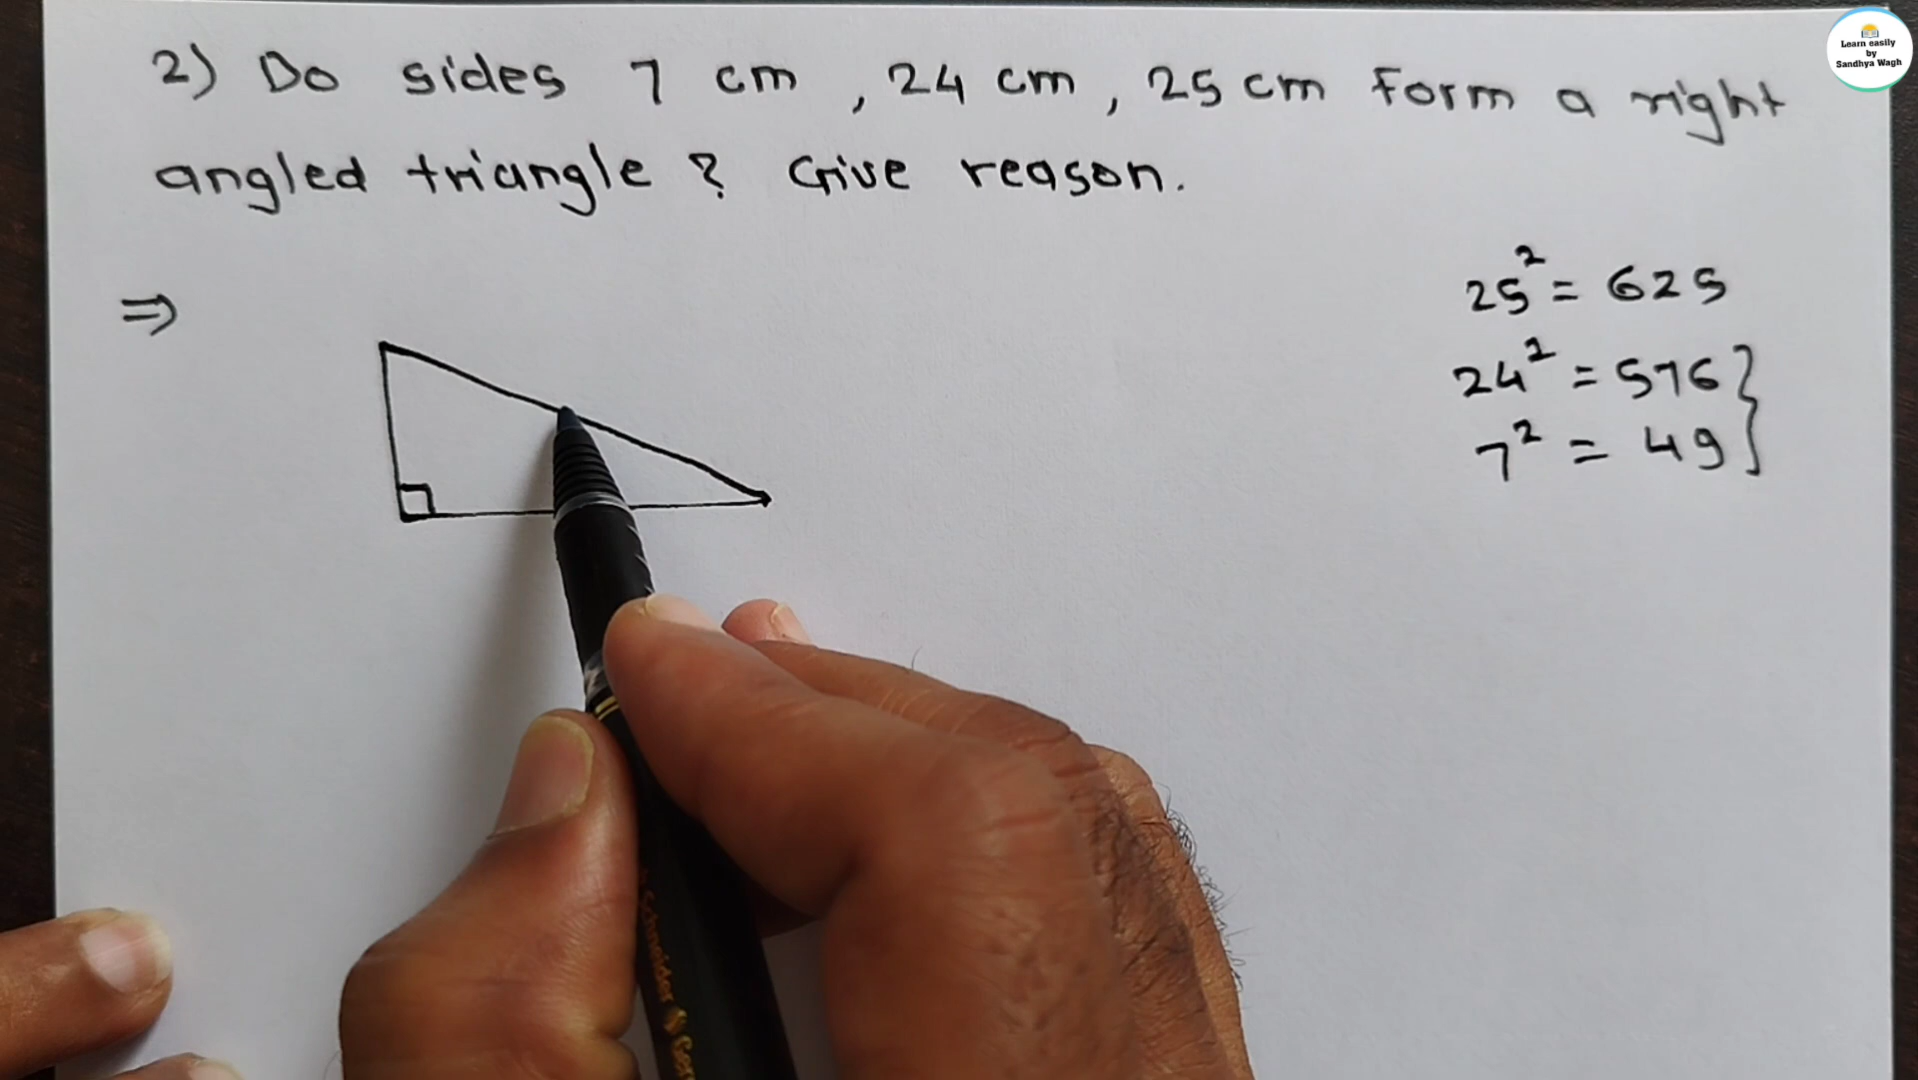 2) Do sides 7 cm , 24 cm , 25 cm form a right
angled triangle ? Give reason.
⇒
25² = 625
24² = 576 }
7² = 49
Learn easily
by
Sandhya Wagh
Schneider